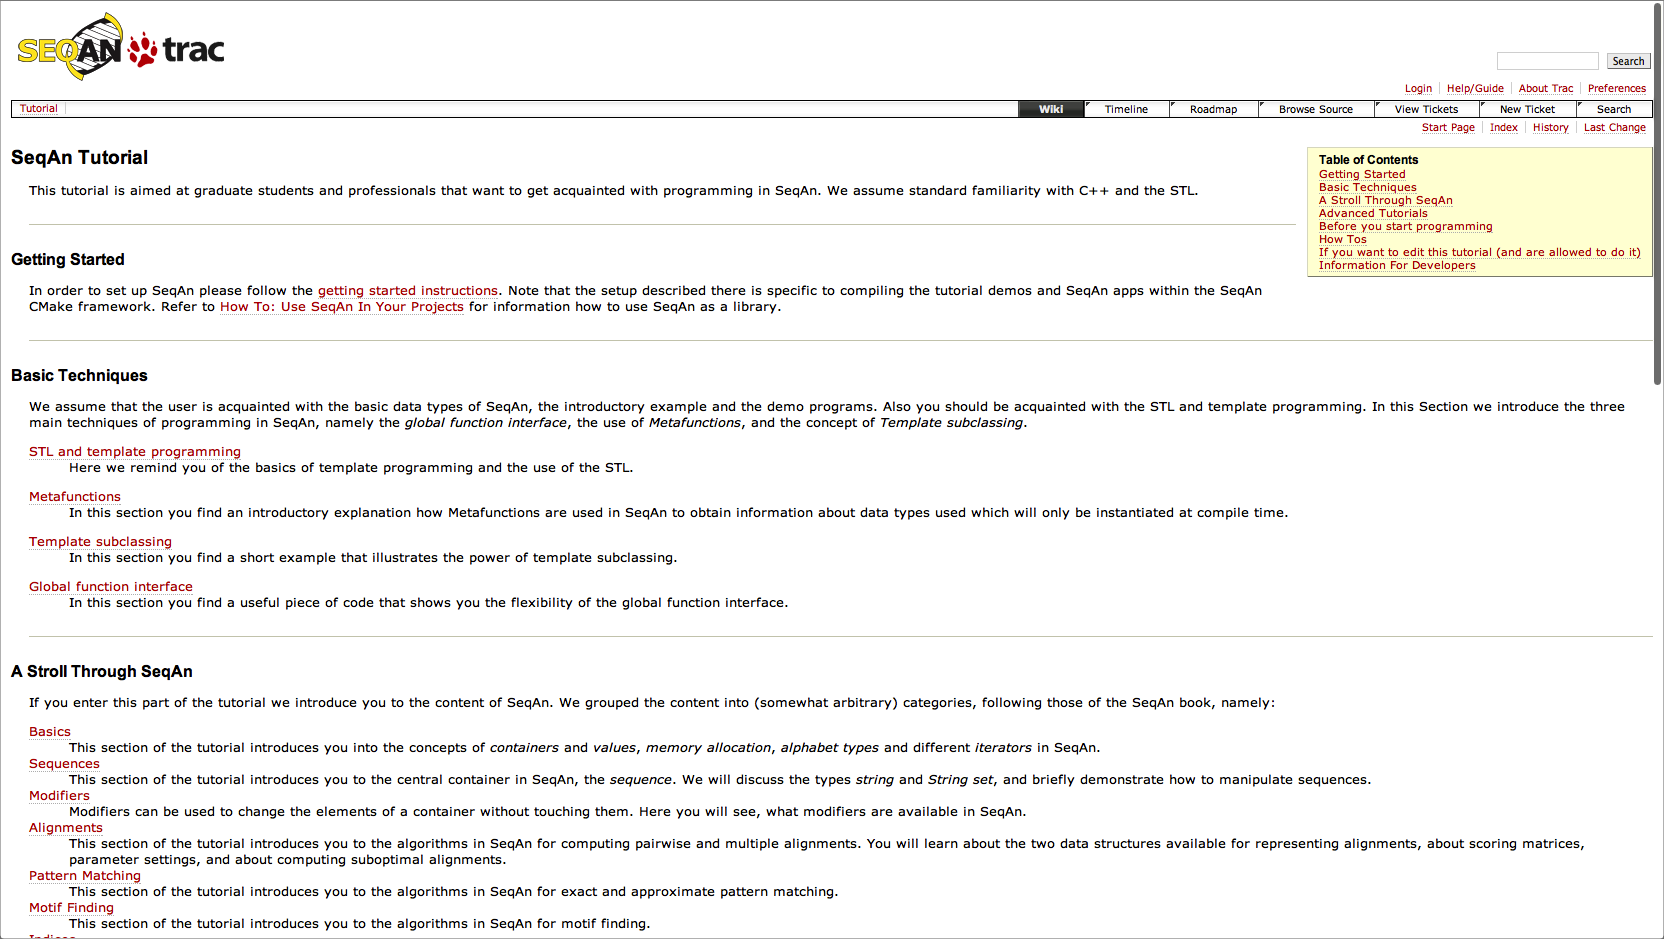 SEQAN trac
Search
Login Help/Guide About Trac Preferences
Tutorial Wiki Timeline Roadmap Browse Source View Tickets New Ticket Search
Start Page Index History Last Change
SeqAn Tutorial
This tutorial is aimed at graduate students and professionals that want to get acquainted with programming in SeqAn. We assume standard familiarity with C++ and the STL.
Table of Contents
Getting Started
Basic Techniques
A Stroll Through SeqAn
Advanced Tutorials
Before you start programming
How Tos
If you want to edit this tutorial (and are allowed to do it)
Information For Developers
Getting Started
In order to set up SeqAn please follow the getting started instructions. Note that the setup described there is specific to compiling the tutorial demos and SeqAn apps within the SeqAn
CMake framework. Refer to How To: Use SeqAn In Your Projects for information how to use SeqAn as a library.
Basic Techniques
We assume that the user is acquainted with the basic data types of SeqAn, the introductory example and the demo programs. Also you should be acquainted with the STL and template programming. In this Section we introduce the three
main techniques of programming in SeqAn, namely the global function interface, the use of Metafunctions, and the concept of Template subclassing.
STL and template programming
Here we remind you of the basics of template programming and the use of the STL.
Metafunctions
In this section you find an introductory explanation how Metafunctions are used in SeqAn to obtain information about data types used which will only be instantiated at compile time.
Template subclassing
In this section you find a short example that illustrates the power of template subclassing.
Global function interface
In this section you find a useful piece of code that shows you the flexibility of the global function interface.
A Stroll Through SeqAn
If you enter this part of the tutorial we introduce you to the content of SeqAn. We grouped the content into (somewhat arbitrary) categories, following those of the SeqAn book, namely:
Basics
This section of the tutorial introduces you into the concepts of containers and values, memory allocation, alphabet types and different iterators in SeqAn.
Sequences
This section of the tutorial introduces you to the central container in SeqAn, the sequence. We will discuss the types string and String set, and briefly demonstrate how to manipulate sequences.
Modifiers
Modifiers can be used to change the elements of a container without touching them. Here you will see, what modifiers are available in SeqAn.
Alignments
This section of the tutorial introduces you to the algorithms in SeqAn for computing pairwise and multiple alignments. You will learn about the two data structures available for representing alignments, about scoring matrices,
parameter settings, and about computing suboptimal alignments.
Pattern Matching
This section of the tutorial introduces you to the algorithms in SeqAn for exact and approximate pattern matching.
Motif Finding
This section of the tutorial introduces you to the algorithms in SeqAn for motif finding.